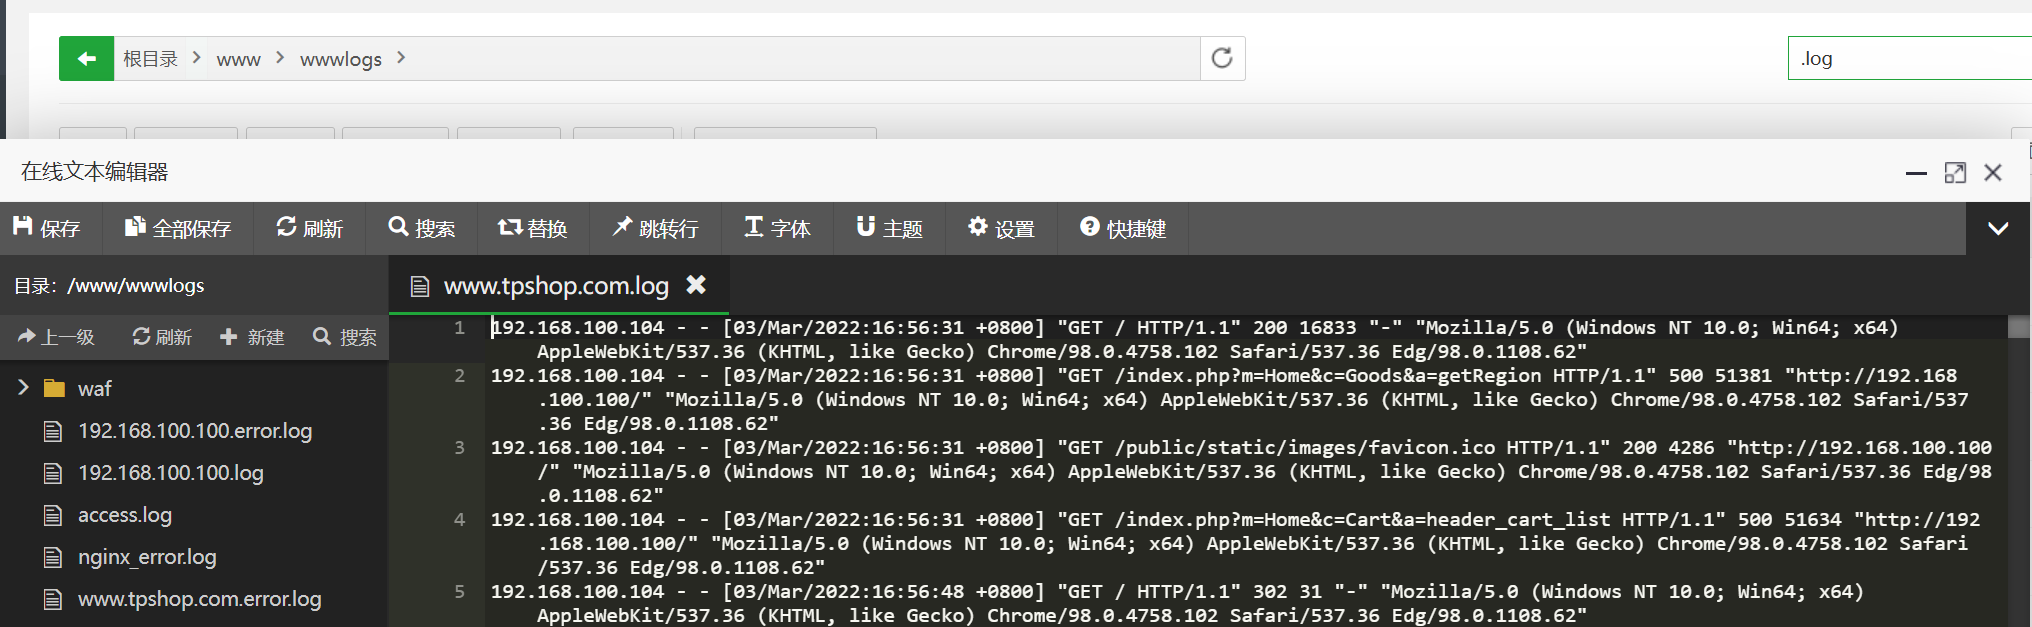 根目录 > www > wwwlogs >
.log
在线文本编辑器
保存 全部保存 刷新 搜索 替换 跳转行 字体 主题 设置 快捷键
目录：/www/wwwlogs
www.tpshop.com.log
上一级 刷新 新建 搜索
waf
192.168.100.100.error.log
192.168.100.100.log
access.log
nginx_error.log
www.tpshop.com.error.log
1 192.168.100.104 - - [03/Mar/2022:16:56:31 +0800] "GET / HTTP/1.1" 200 16833 "-" "Mozilla/5.0 (Windows NT 10.0; Win64; x64)
AppleWebKit/537.36 (KHTML, like Gecko) Chrome/98.0.4758.102 Safari/537.36 Edg/98.0.1108.62"
2 192.168.100.104 - - [03/Mar/2022:16:56:31 +0800] "GET /index.php?m=Home&c=Goods&a=getRegion HTTP/1.1" 500 51381 "http://192.168
.100.100/" "Mozilla/5.0 (Windows NT 10.0; Win64; x64) AppleWebKit/537.36 (KHTML, like Gecko) Chrome/98.0.4758.102 Safari/537
.36 Edg/98.0.1108.62"
3 192.168.100.104 - - [03/Mar/2022:16:56:31 +0800] "GET /public/static/images/favicon.ico HTTP/1.1" 200 4286 "http://192.168.100.100
/" "Mozilla/5.0 (Windows NT 10.0; Win64; x64) AppleWebKit/537.36 (KHTML, like Gecko) Chrome/98.0.4758.102 Safari/537.36 Edg/98
.0.1108.62"
4 192.168.100.104 - - [03/Mar/2022:16:56:31 +0800] "GET /index.php?m=Home&c=Cart&a=header_cart_list HTTP/1.1" 500 51634 "http://192
.168.100.100/" "Mozilla/5.0 (Windows NT 10.0; Win64; x64) AppleWebKit/537.36 (KHTML, like Gecko) Chrome/98.0.4758.102 Safari
/537.36 Edg/98.0.1108.62"
5 192.168.100.104 - - [03/Mar/2022:16:56:48 +0800] "GET / HTTP/1.1" 302 31 "-" "Mozilla/5.0 (Windows NT 10.0; Win64; x64)
AppleWebKit/537.36 (KHTML, like Gecko) Chrome/98.0.4758.102 Safari/537.36 Edg/98.0.1108.62"